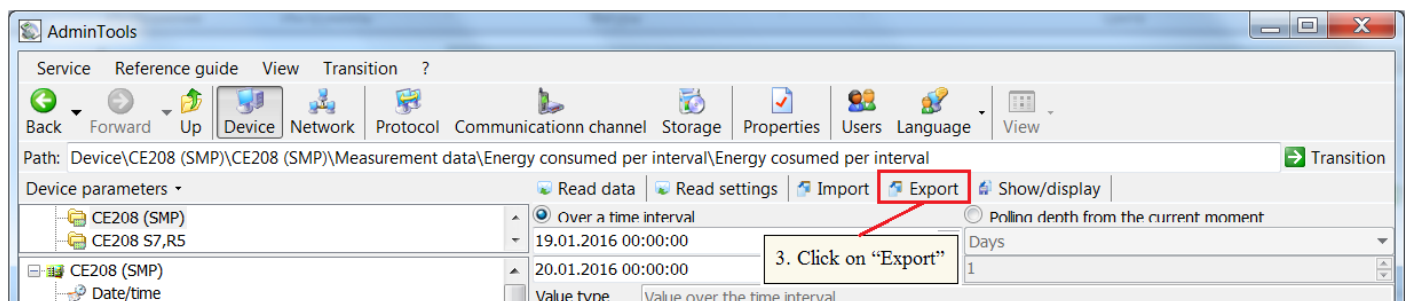 AdminTools
Service Reference guide View Transition ?
Back Forward Up Device Network Protocol Communicationn channel Storage Properties Users Language View
Path: Device\CE208 (SMP)\CE208 (SMP)\Measurement data\Energy consumed per interval\Energy cosumed per interval Transition
Device parameters Read data Read settings Import Export Show/display
CE208 (SMP) Over a time interval Polling depth from the current moment
CE208 S7,R5 19.01.2016 00:00:00 Days
3. Click on “Export”
CE208 (SMP) 20.01.2016 00:00:00 1
Date/time Value type Value over the time interval